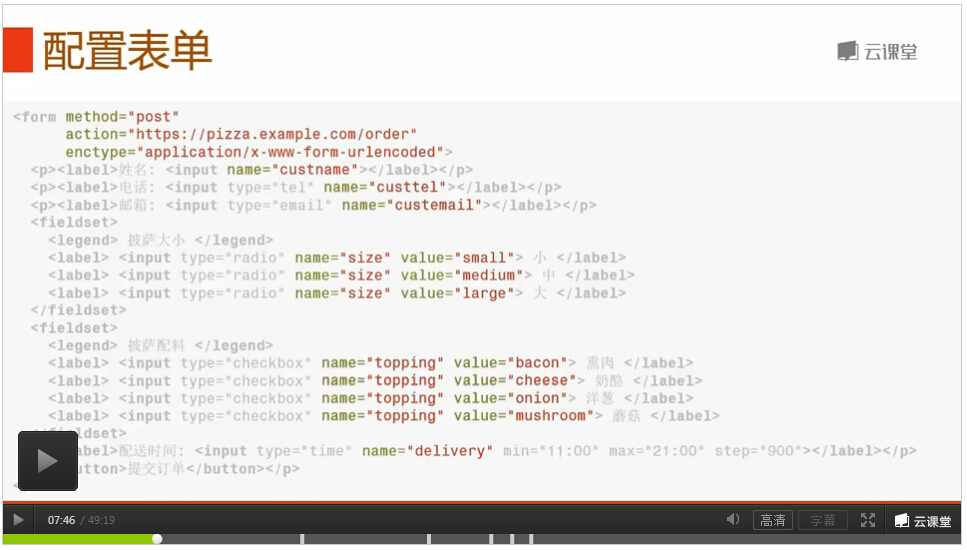 配置表单
云课堂
<form method="post"
action="https://pizza.example.com/order"
enctype="application/x-www-form-urlencoded">
<p><label>姓名: <input name="custname"></label></p>
<p><label>电话: <input type="tel" name="custtel"></label></p>
<p><label>邮箱: <input type="email" name="custemail"></label></p>
<fieldset>
<legend> 披萨大小 </legend>
<label> <input type="radio" name="size" value="small"> 小 </label>
<label> <input type="radio" name="size" value="medium"> 中 </label>
<label> <input type="radio" name="size" value="large"> 大 </label>
</fieldset>
<fieldset>
<legend> 披萨配料 </legend>
<label> <input type="checkbox" name="topping" value="bacon"> 熏肉 </label>
<label> <input type="checkbox" name="topping" value="cheese"> 奶酪 </label>
<label> <input type="checkbox" name="topping" value="onion"> 洋葱 </label>
<label> <input type="checkbox" name="topping" value="mushroom"> 蘑菇 </label>
</fieldset>
abel>配送时间: <input type="time" name="delivery" min="11:00" max="21:00" step="900"></label></p>
utton>提交订单</button></p>
<
07:46 / 49:19
高清
字幕
云课堂